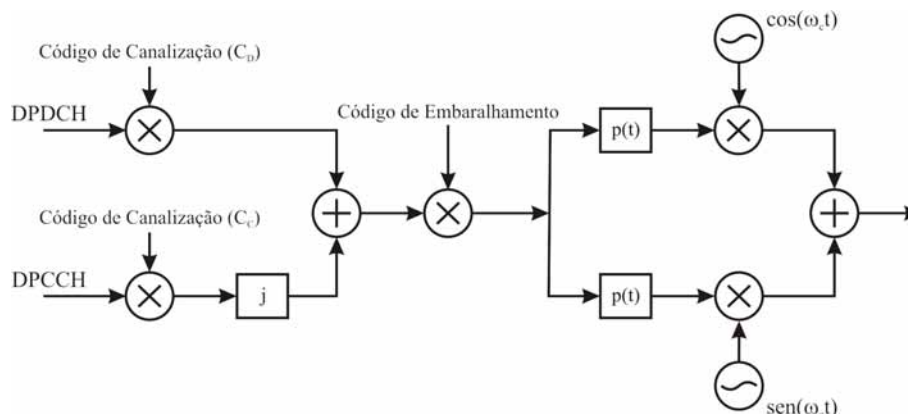 cos(ω_c t)
Código de Canalização (C_D)
DPDCH
Código de Embaralhamento
p(t)
Código de Canalização (C_C)
DPCCH
j
p(t)
sen(ω_c t)